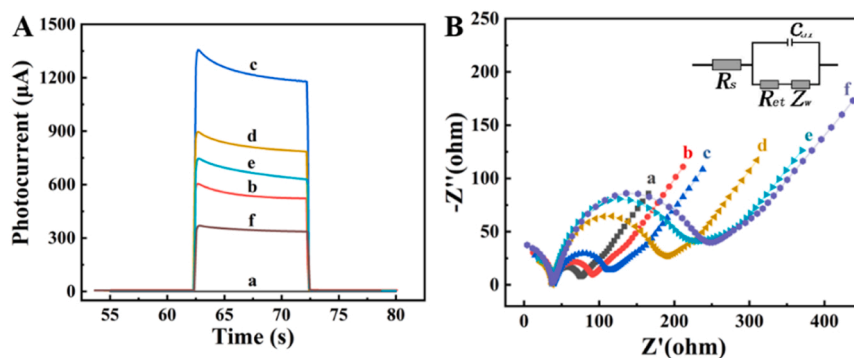 A
Photocurrent (μA)
1500
1200
900
600
300
0
c
d
e
b
f
a
55 60 65 70 75 80
Time (s)
B
-Z''(ohm)
250
200
150
100
50
0
Rs
Ret Zw
a
b
c
d
e
f
0 100 200 300 400
Z'(ohm)